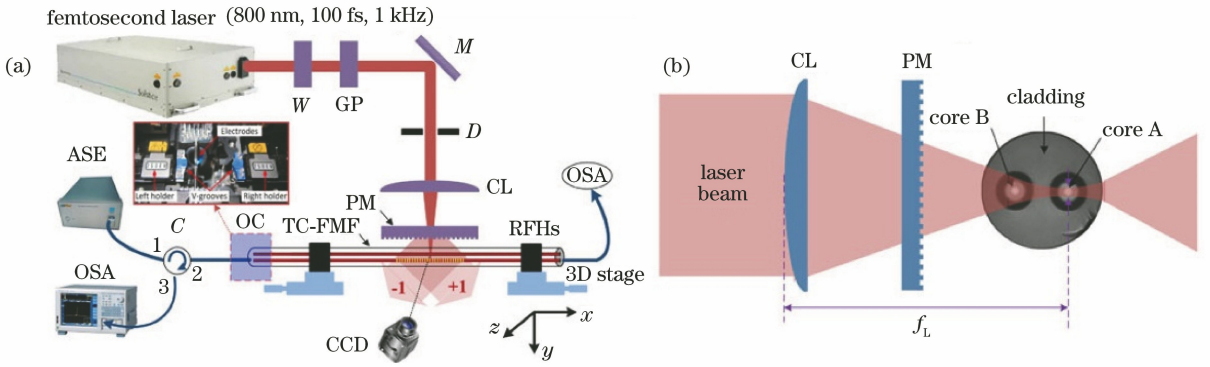 femtosecond laser (800 nm, 100 fs, 1 kHz)
(a)
M
W
GP
D
Electrodes
Left holder
V-grooves
Right holder
ASE
CL
OSA
PM
OC
TC-FMF
RFHs
C
1
2
3
3D stage
OSA
-1
+1
CCD
x
z
y
(b)
CL
PM
cladding
core B
core A
laser
beam
fL